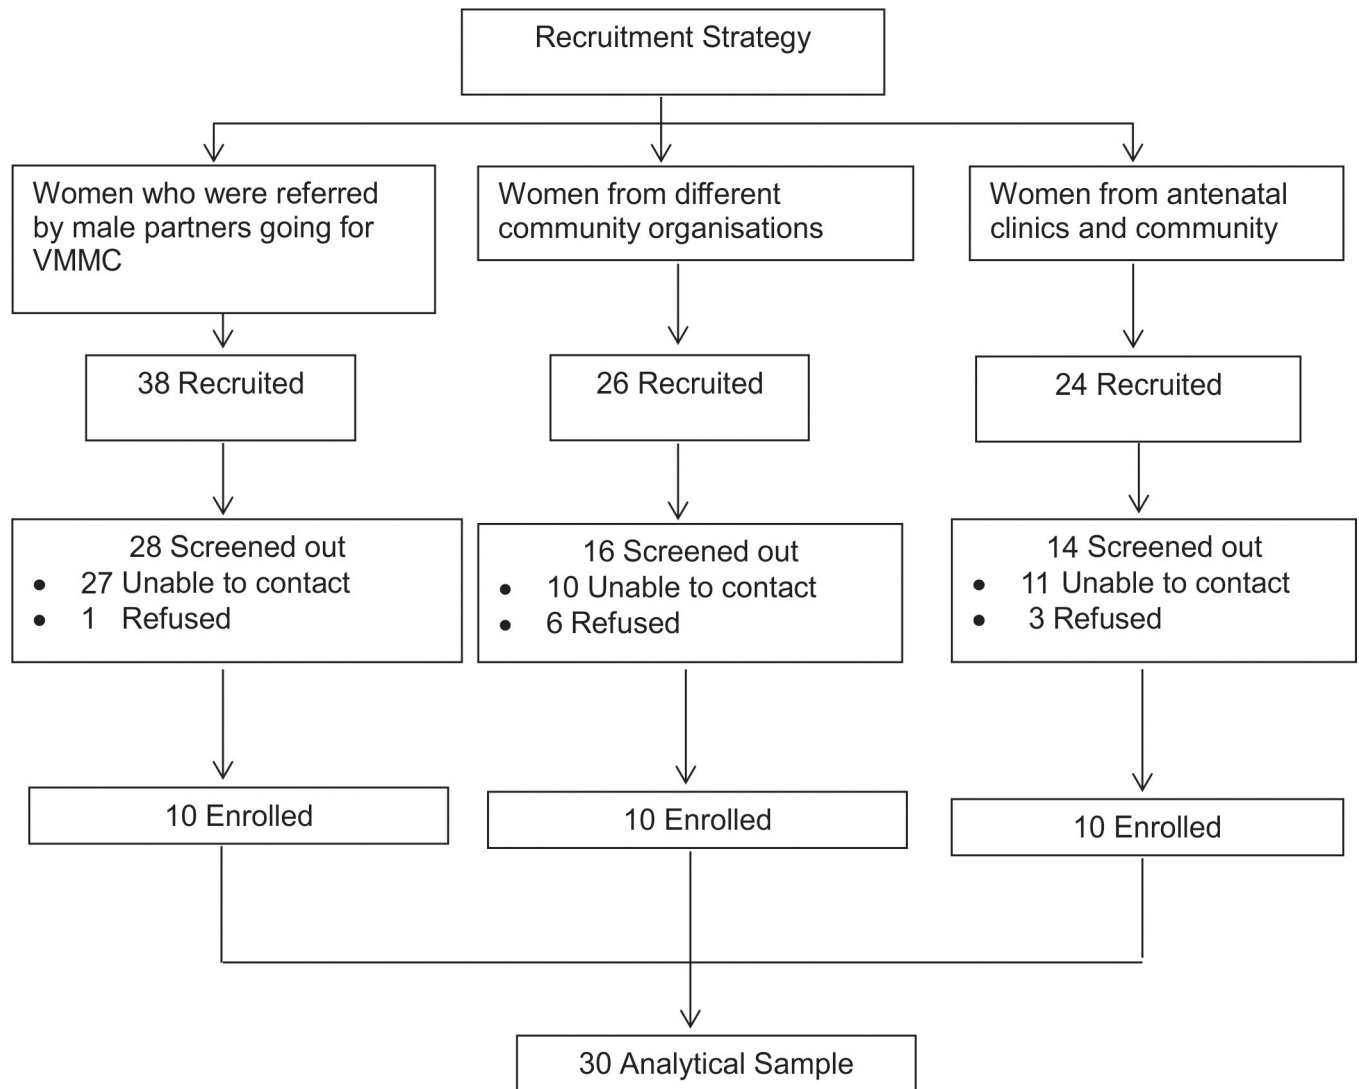 Recruitment Strategy
Women who were referred
by male partners going for
VMMC
Women from different
community organisations
Women from antenatal
clinics and community
38 Recruited
26 Recruited
24 Recruited
28 Screened out
• 27 Unable to contact
• 1 Refused
16 Screened out
• 10 Unable to contact
• 6 Refused
14 Screened out
• 11 Unable to contact
• 3 Refused
10 Enrolled
10 Enrolled
10 Enrolled
30 Analytical Sample